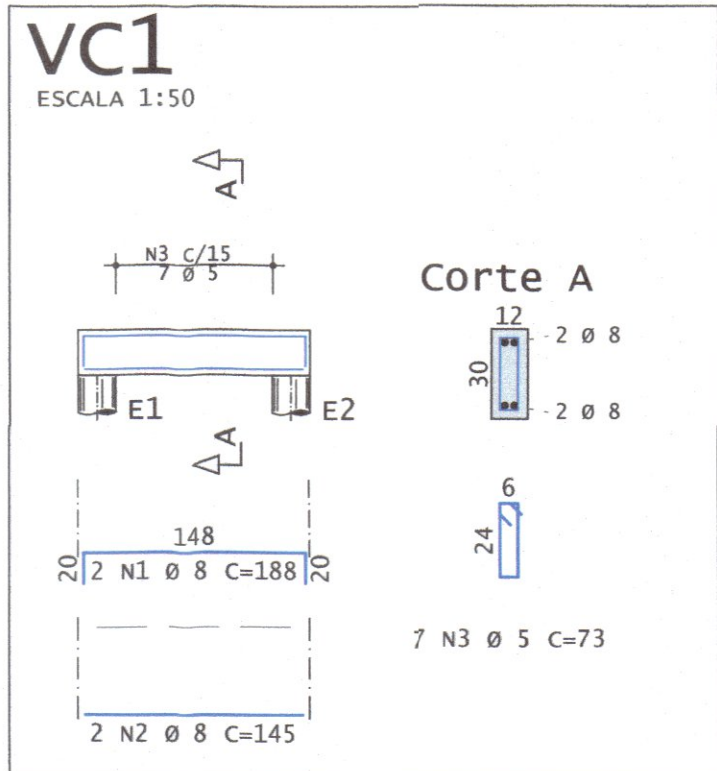 VC1
ESCALA 1:50
A
N3 C/15
7 Ø 5
E1
E2
A
148
20
20
2 N1 Ø 8 C=188
2 N2 Ø 8 C=145
Corte A
12
2 Ø 8
30
2 Ø 8
6
24
7 N3 Ø 5 C=73